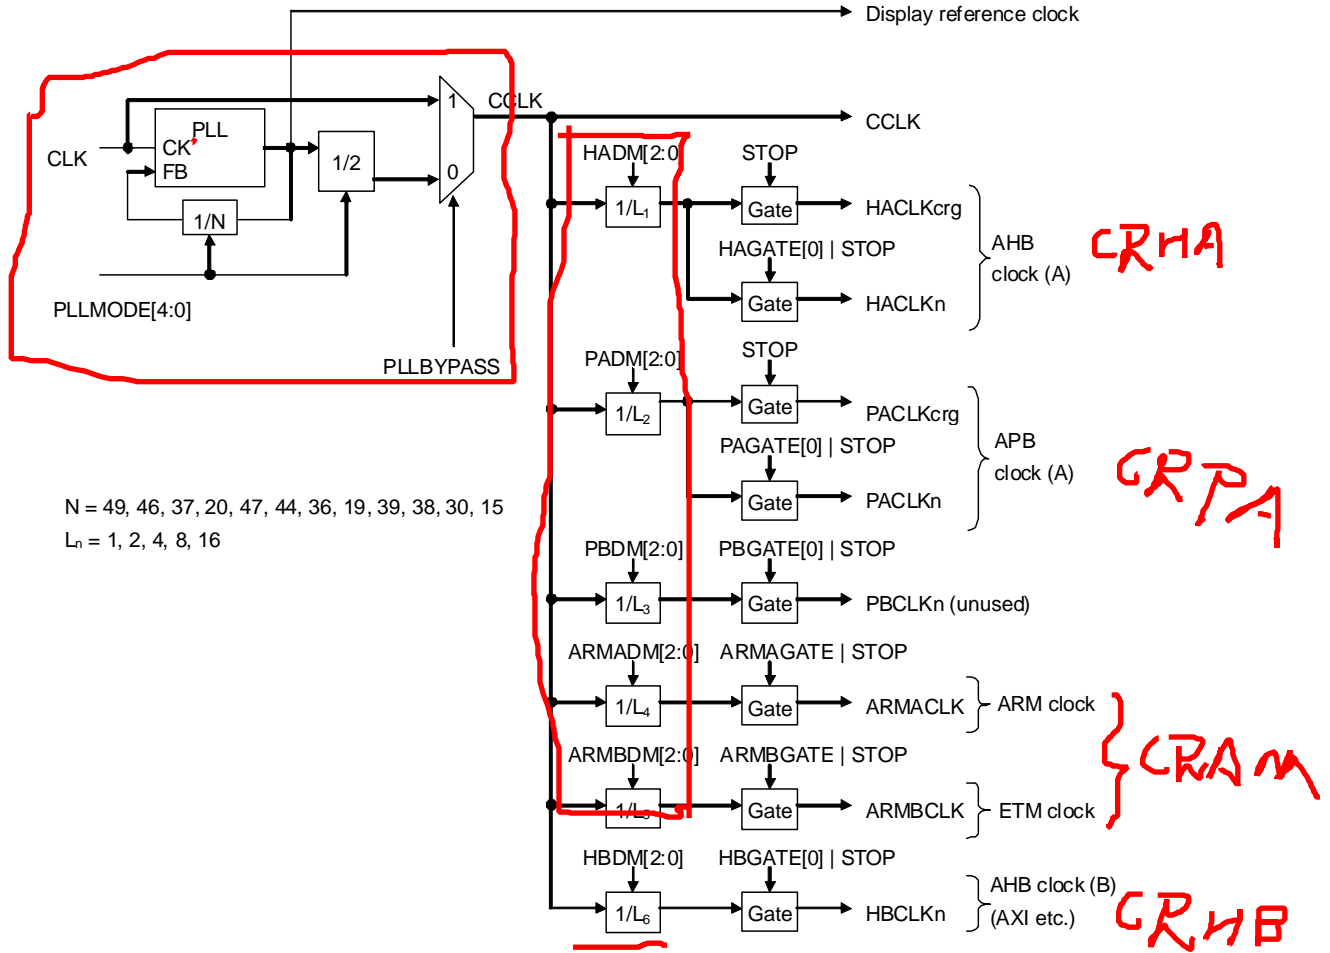 Display reference clock
CCLK
CCLK
1
PLL
CK
FB
CLK
1/2
0
1/N
PLLMODE[4:0]
PLLBYPASS
HADM[2:0]
STOP
1/L1
Gate
HACLKcrg
HAGATE[0] | STOP
AHB
clock (A)
CRHA
Gate
HACLKn
PADM[2:0]
STOP
1/L2
Gate
PACLKcrg
PAGATE[0] | STOP
APB
clock (A)
CRPA
Gate
PACLKn
N = 49, 46, 37, 20, 47, 44, 36, 19, 39, 38, 30, 15
Ln = 1, 2, 4, 8, 16
PBDM[2:0]
PBGATE[0] | STOP
1/L3
Gate
PBCLKn (unused)
ARMADM[2:0]
ARMAGATE | STOP
1/L4
Gate
ARMACLK
ARM clock
ARMBDM[2:0]
ARMBGATE | STOP
CRAM
1/L5
Gate
ARMBCLK
ETM clock
HBDM[2:0]
HBGATE[0] | STOP
1/L6
Gate
HBCLKn
AHB clock (B)
(AXI etc.)
CRHB